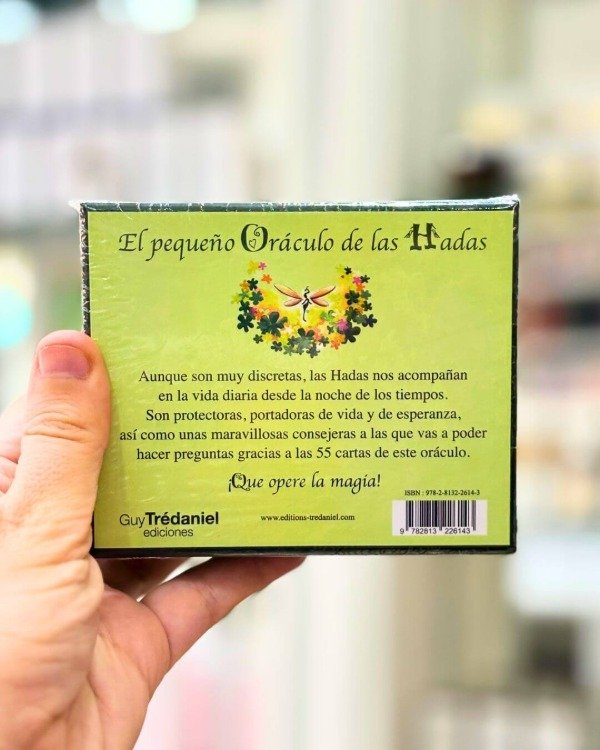 El pequeño Oráculo de las Hadas
Aunque son muy discretas, las Hadas nos acompañan
en la vida diaria desde la noche de los tiempos.
Son protectoras, portadoras de vida y de esperanza,
así como unas maravillosas consejeras a las que vas a poder
hacer preguntas gracias a las 55 cartas de este oráculo.
¡Que opere la magia!
ISBN : 978-2-8132-2614-3
GuyTrédaniel
ediciones
www.editions-tredaniel.com
9 782813 226143